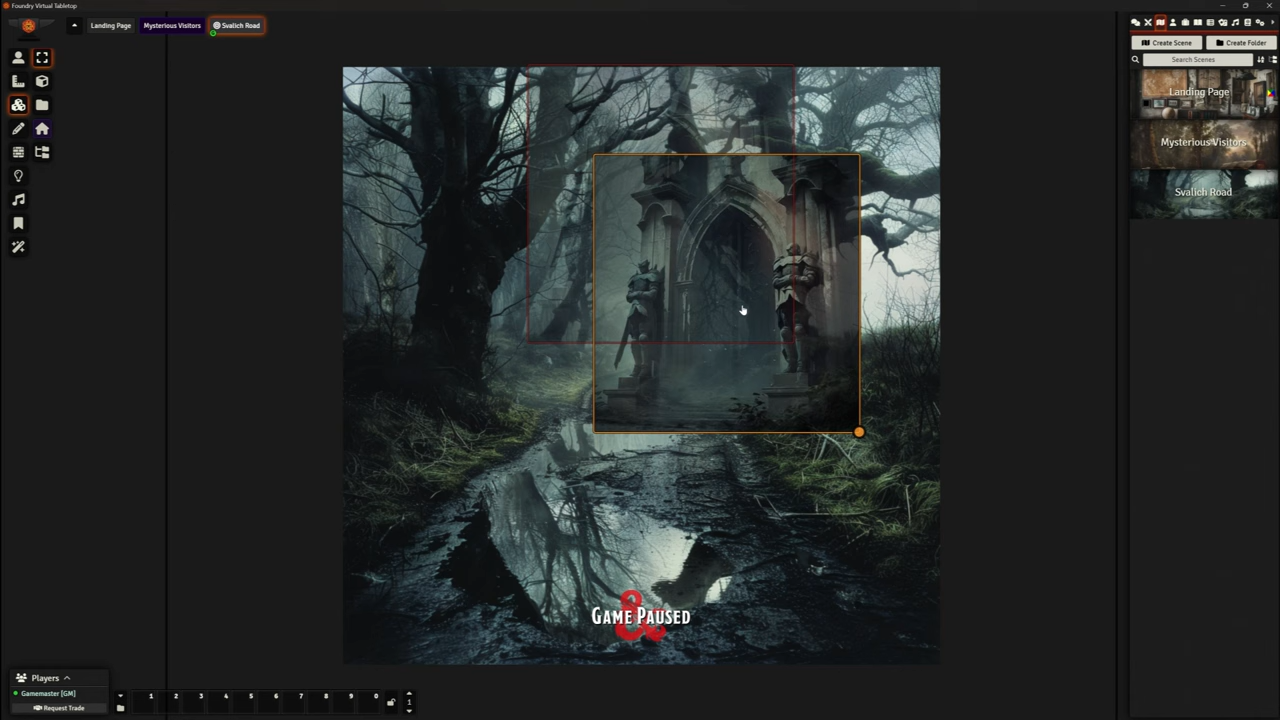 Foundry Virtual Tabletop
Landing Page
Mysterious Visitors
Svalich Road
Create Scene
Create Folder
Search Scenes
Landing Page
Mysterious Visitors
Svalich Road
GAME PAUSED
Players
Gamemaster [GM]
Request Trade
1 2 3 4 5 6 7 8 9 0
1